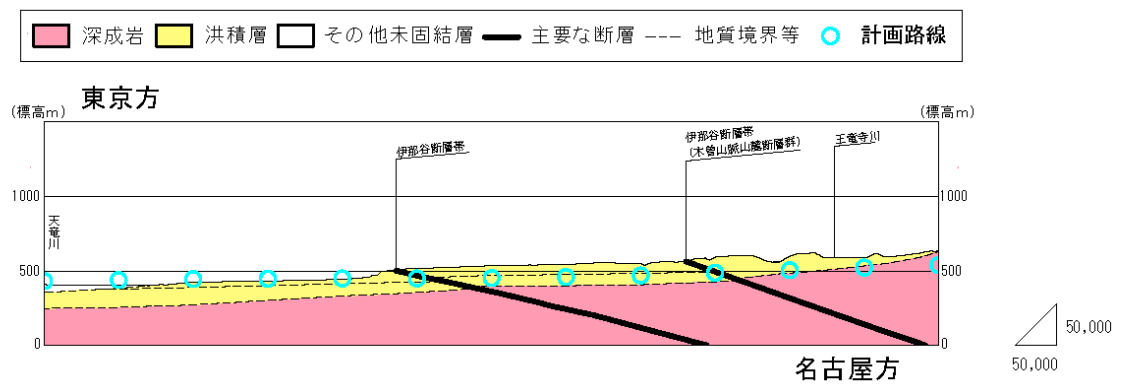 深成岩 洪積層 その他未固結層 主要な断層 地質境界等 計画路線
(標高m) 東京方 (標高m)
伊那谷断層帯
伊那谷断層帯
(木曽山脈山麓断層群)
王竜寺川
1000 1000
天竜川
500 500
0 0
50,000
50,000
名古屋方